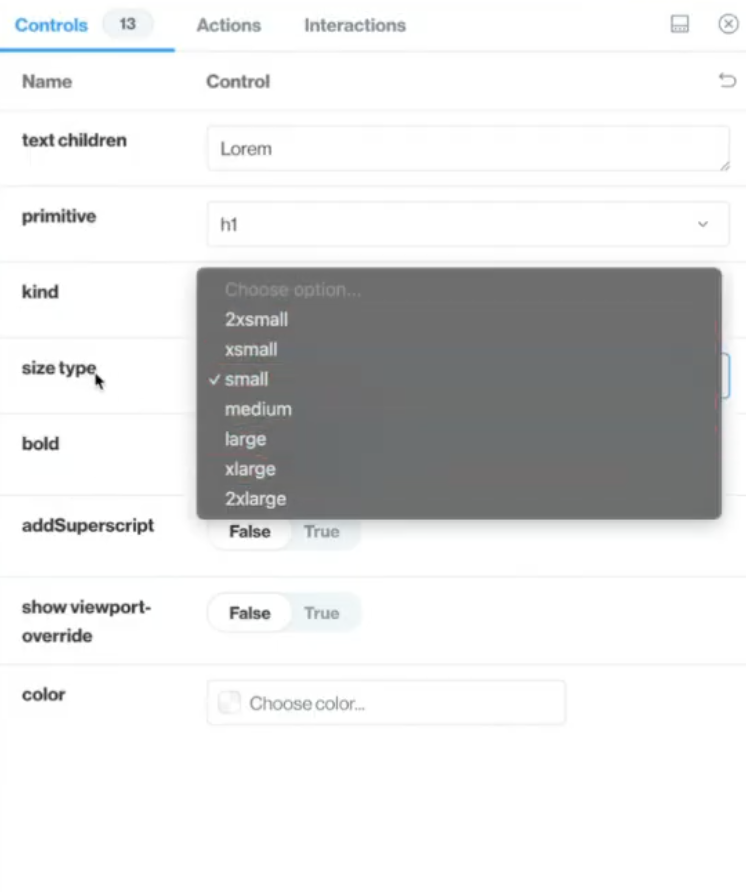 Controls 13 Actions Interactions
Name Control
text children Lorem
primitive h1
kind
Choose option...
2xsmall
xsmall
size type
✓ small
medium
bold
large
xlarge
2xlarge
addSuperscript False True
show viewport-
override False True
color Choose color...